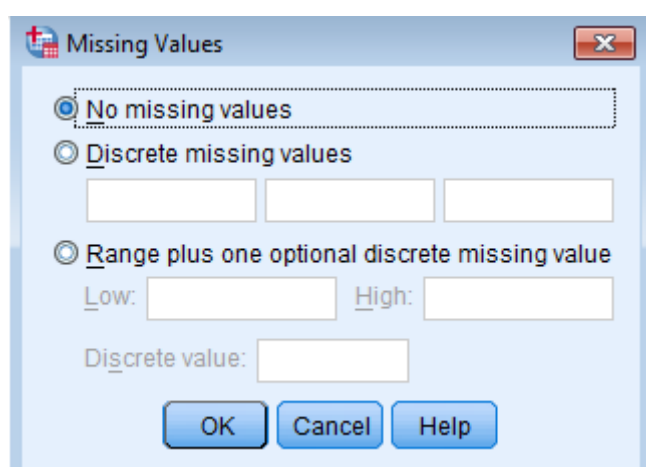 Missing Values
No missing values
Discrete missing values
Range plus one optional discrete missing value
Low: High:
Discrete value:
OK Cancel Help